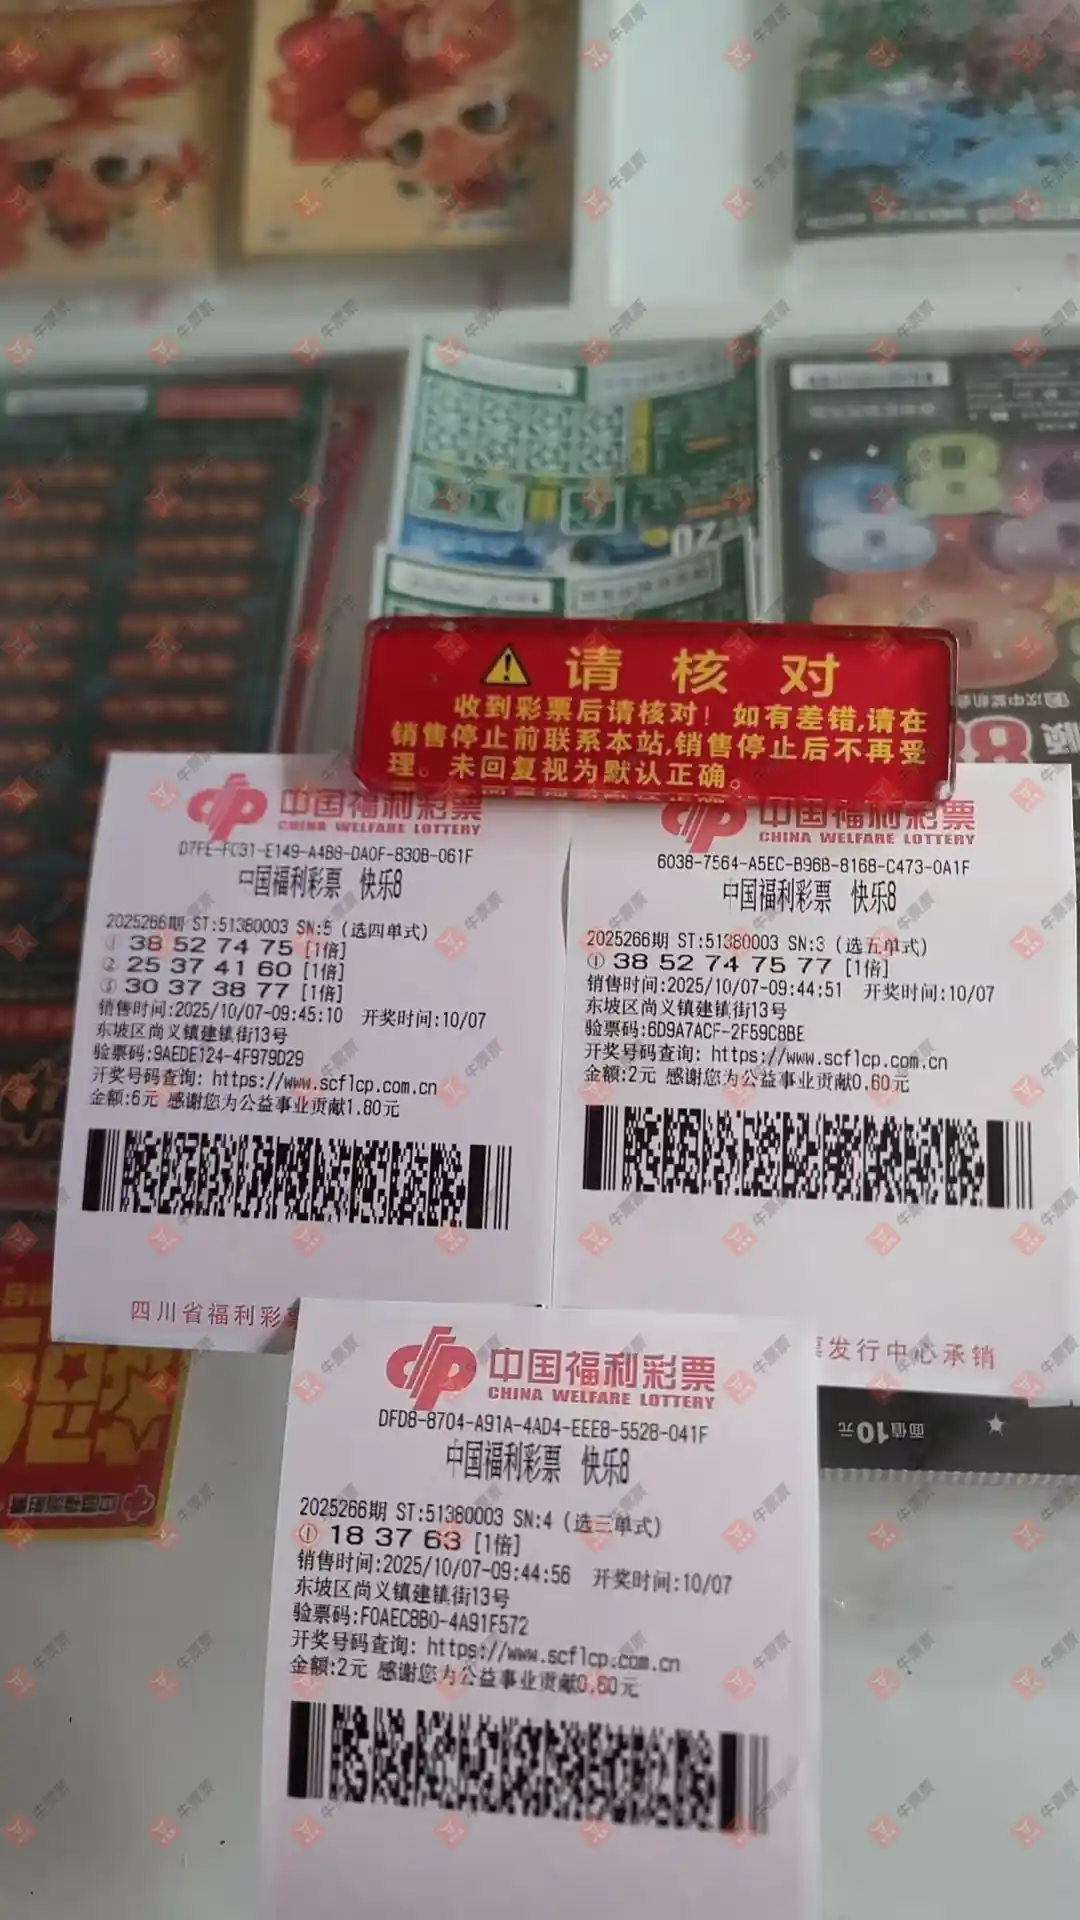 请 核 对
收到彩票后请核对！如有差错,请在
销售停止前联系本站,销售停止后不再受
理。未回复视为默认正确。
中国福利彩票
CHINA WELFARE LOTTERY
D7FE-FC31-E149-A4B8-DA0F-830B-061F
中国福利彩票 快乐8
2025266期 ST:51380003 SN:5 (选四单式)
① 38 52 74 75 [1倍]
② 25 37 41 60 [1倍]
③ 30 37 38 77 [1倍]
销售时间:2025/10/07-09:45:10 开奖时间:10/07
东坡区尚义镇建镇街13号
验票码:9AEDE124-4F979D29
开奖号码查询: https://www.scflcp.com.cn
金额:6元 感谢您为公益事业贡献1.80元
四川省福利彩票
中国福利彩票
CHINA WELFARE LOTTERY
6038-7564-A5EC-B96B-8168-C473-0A1F
中国福利彩票 快乐8
2025266期 ST:51380003 SN:3 (选五单式)
① 38 52 74 75 77 [1倍]
销售时间:2025/10/07-09:44:51 开奖时间:10/07
东坡区尚义镇建镇街13号
验票码:6D9A7ACF-2F59C8BE
开奖号码查询: https://www.scflcp.com.cn
金额:2元 感谢您为公益事业贡献0.60元
票发行中心承销
中国福利彩票
CHINA WELFARE LOTTERY
DFD8-8704-A91A-4AD4-EEE8-5528-041F
中国福利彩票 快乐8
2025266期 ST:51380003 SN:4 (选三单式)
① 18 37 63 [1倍]
销售时间:2025/10/07-09:44:56 开奖时间:10/07
东坡区尚义镇建镇街13号
验票码:F0AEC8B0-4A91F572
开奖号码查询: https://www.scflcp.com.cn
金额:2元 感谢您为公益事业贡献0.60元
面值10元
牛票票